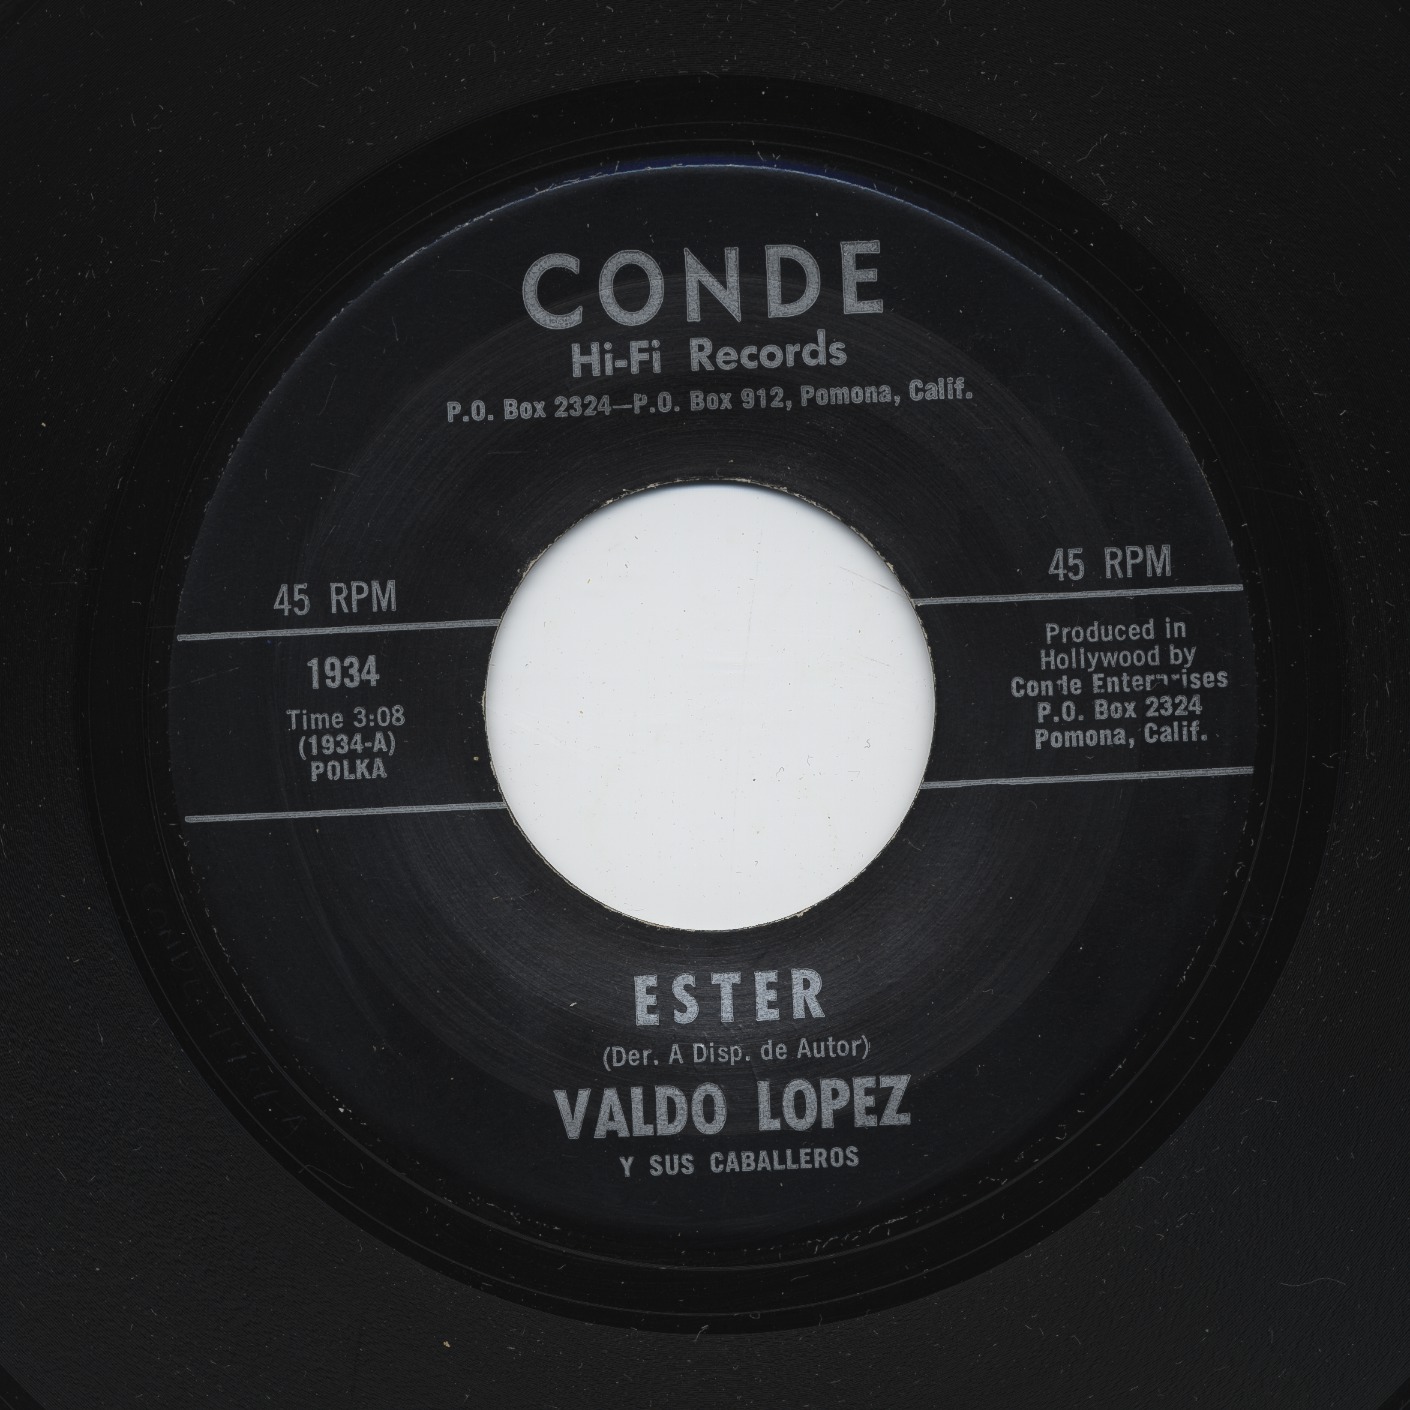 CONDE
Hi-Fi Records
P.O. Box 2324—P.O. Box 912, Pomona, Calif.
45 RPM
1934
Time 3:08
(1934-A)
POLKA
45 RPM
Produced in
Hollywood by
Conde Enterprises
P.O. Box 2324
Pomona, Calif.
ESTER
(Der. A Disp. de Autor)
VALDO LOPEZ
Y SUS CABALLEROS